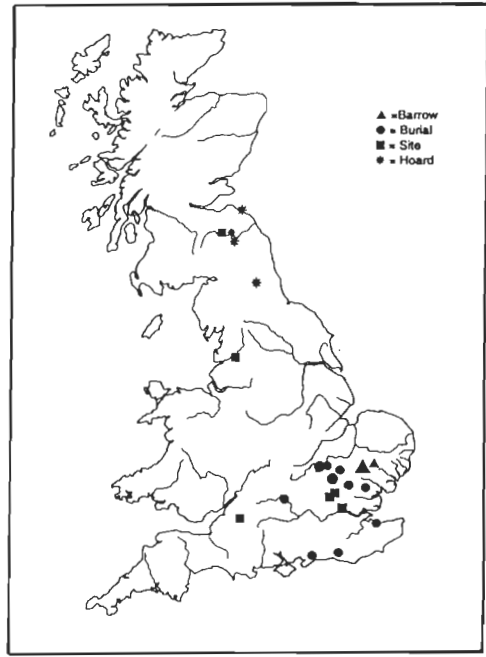 ▲ = Barrow
● = Burial
■ = Site
✷ = Hoard